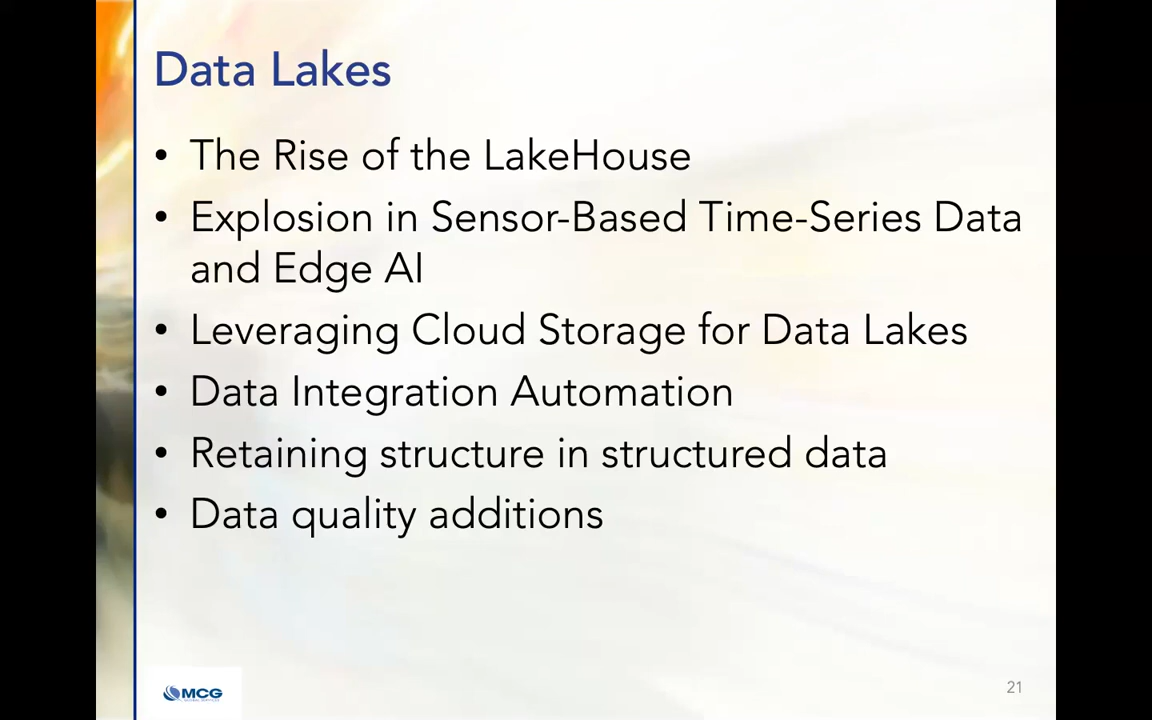 Data Lakes
• The Rise of the LakeHouse
• Explosion in Sensor-Based Time-Series Data
and Edge AI
• Leveraging Cloud Storage for Data Lakes
• Data Integration Automation
• Retaining structure in structured data
• Data quality additions
MCG
21